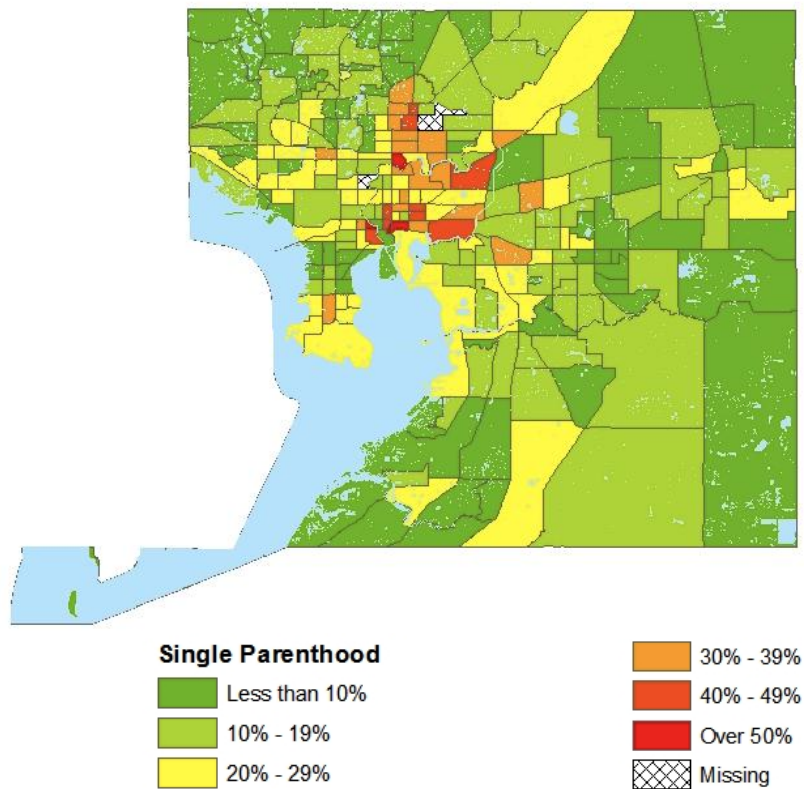 Single Parenthood
Less than 10%
10% - 19%
20% - 29%
30% - 39%
40% - 49%
Over 50%
Missing